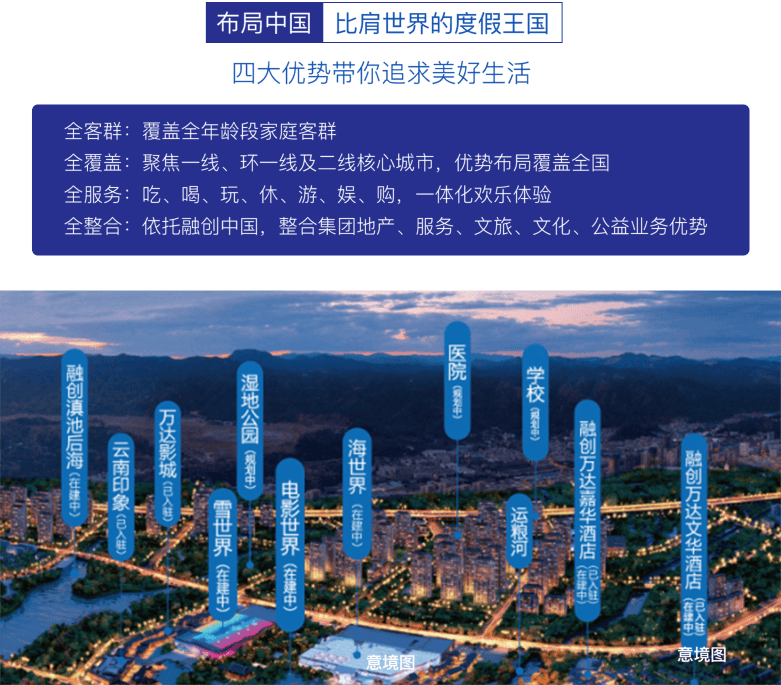 布局中国 比肩世界的度假王国
四大优势带你追求美好生活
全客群：覆盖全年龄段家庭客群
全覆盖：聚焦一线、环一线及二线核心城市，优势布局覆盖全国
全服务：吃、喝、玩、休、游、娱、购，一体化欢乐体验
全整合：依托融创中国，整合集团地产、服务、文旅、文化、公益业务优势
融创滇池后海（在建中）
云南印象（已入驻）
万达影城（已入驻）
雪世界（在建中）
湿地公园（规划中）
电影世界（在建中）
海世界（在建中）
医院（规划中）
运粮河
学校（规划中）
融创万达嘉华酒店（已入驻）（在建中）
融创万达文华酒店（已入驻）（在建中）
意境图
意境图